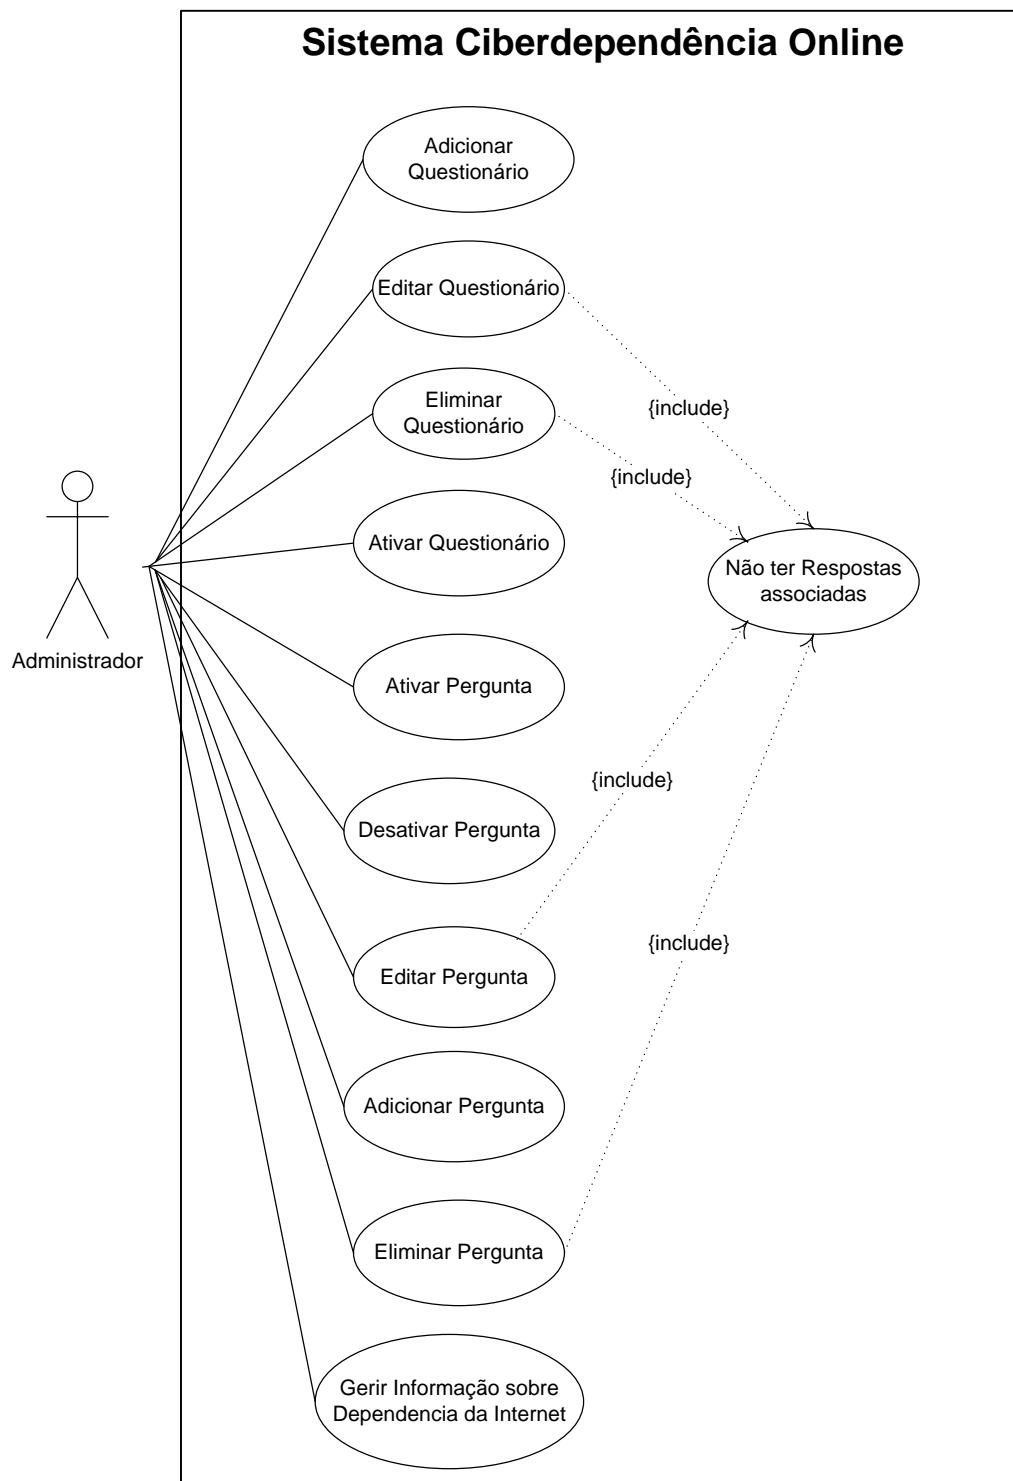 Sistema Ciberdependência Online
Adicionar
Questionário
Editar Questionário
{include}
Eliminar
Questionário
{include}
Ativar Questionário
Não ter Respostas
associadas
Administrador
Ativar Pergunta
{include}
Desativar Pergunta
{include}
Editar Pergunta
Adicionar Pergunta
Eliminar Pergunta
Gerir Informação sobre
Dependencia da Internet